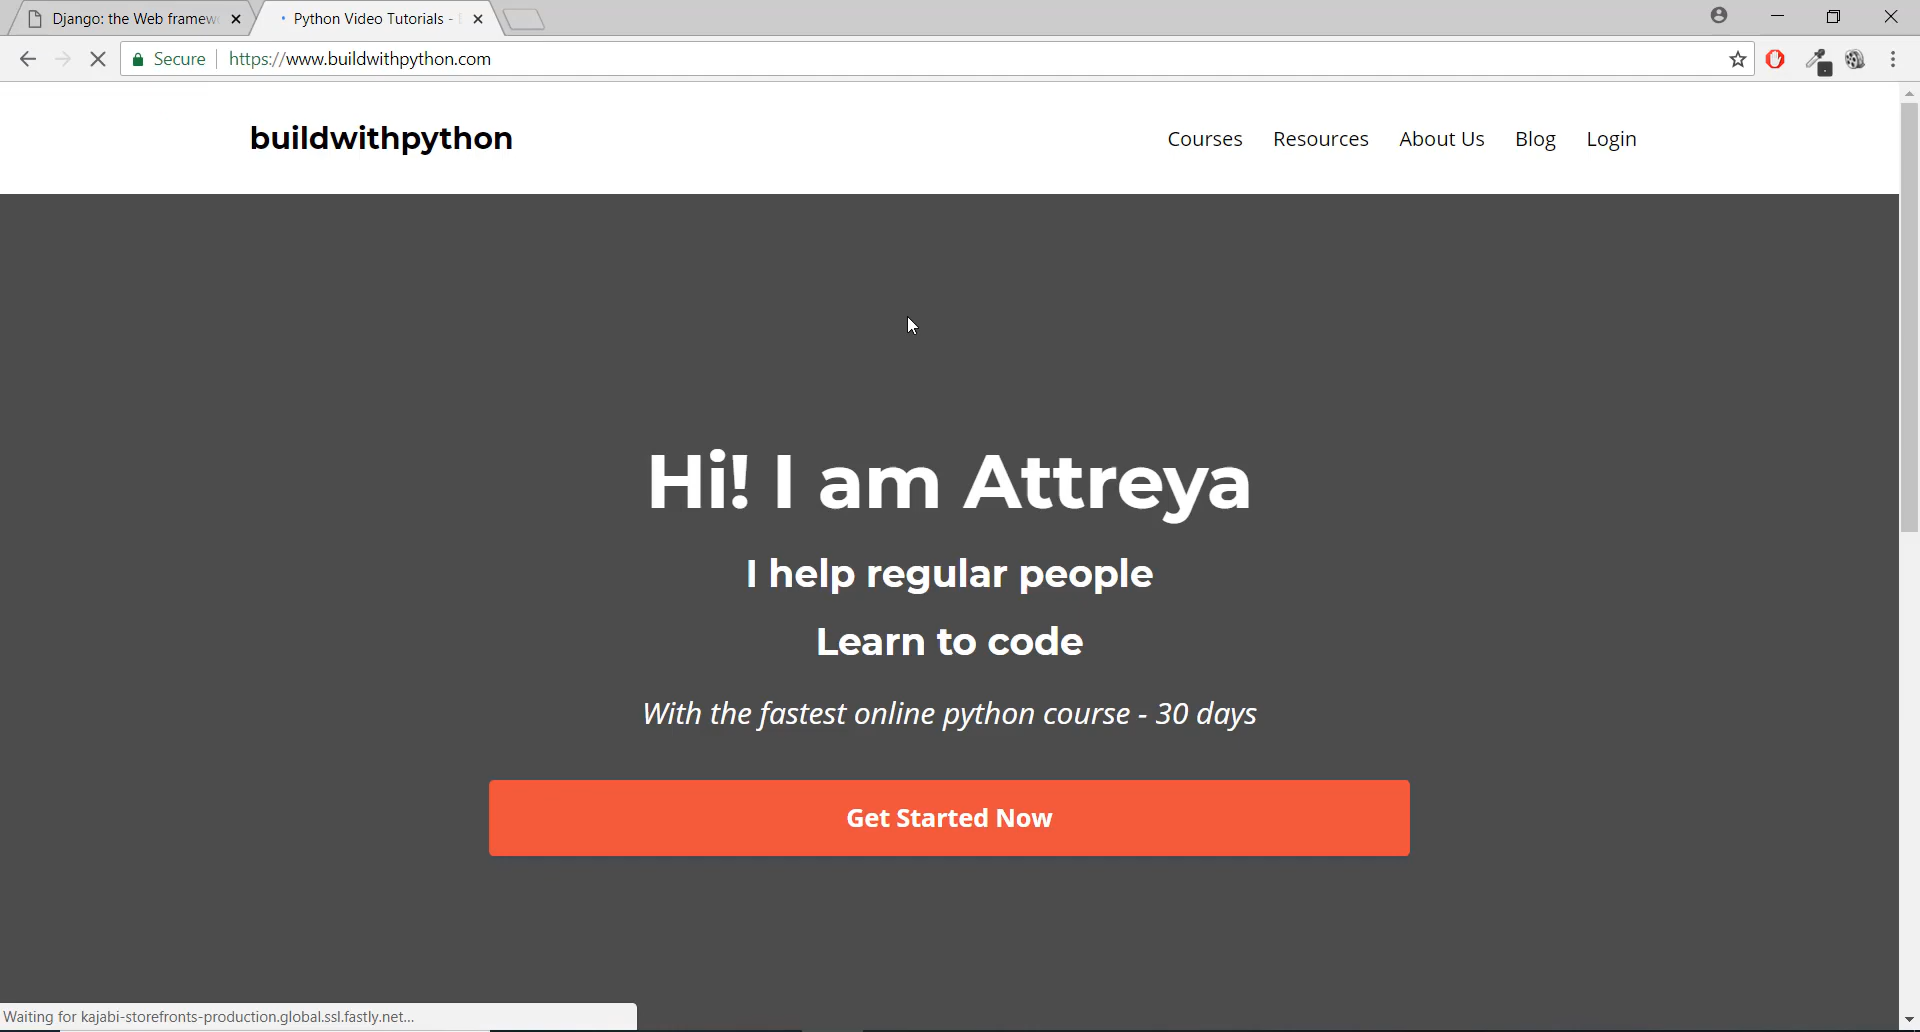 Django: the Web framew
Python Video Tutorials -
Secure
https://www.buildwithpython.com
buildwithpython
Courses
Resources
About Us
Blog
Login
Hi! I am Attreya
I help regular people
Learn to code
With the fastest online python course - 30 days
Get Started Now
Waiting for kajabi-storefronts-production.global.ssl.fastly.net...